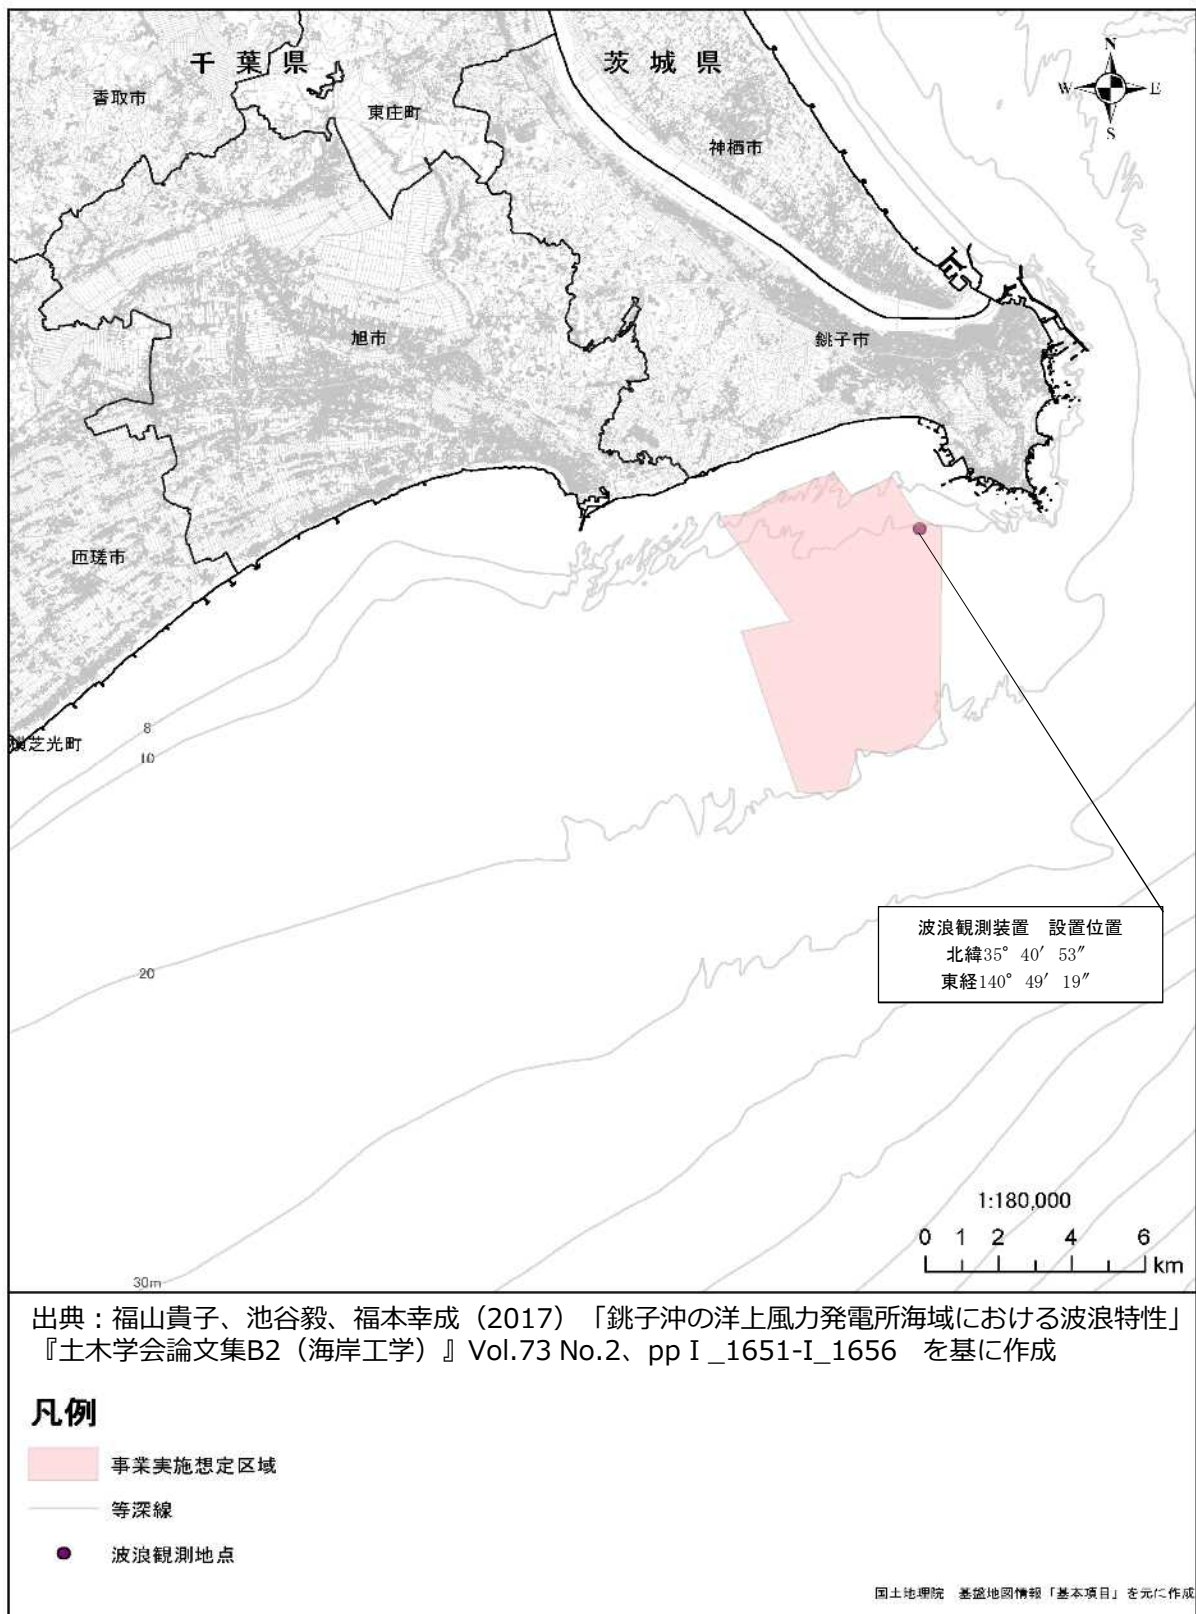 千葉県
茨城県
N
W
E
S
香取市
東庄町
神栖市
旭市
銚子市
匝瑳市
横芝光町
8
10
20
30m
波浪観測装置　設置位置
北緯35° 40′ 53″
東経140° 49′ 19″
1:180,000
0 1 2 4 6
km
出典：福山貴子、池谷毅、福本幸成（2017）「銚子沖の洋上風力発電所海域における波浪特性」
『土木学会論文集B2（海岸工学）』Vol.73 No.2、pp I _1651-I_1656　を基に作成
凡例
事業実施想定区域
等深線
波浪観測地点
国土地理院　基盤地図情報「基本項目」を元に作成